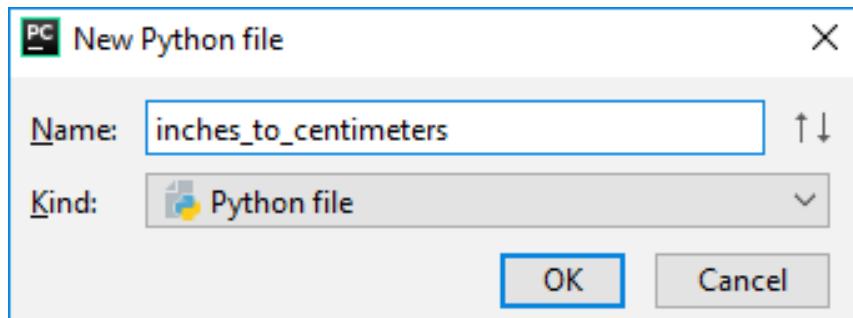 PC New Python file
Name: inches_to_centimeters
Kind: Python file
OK Cancel